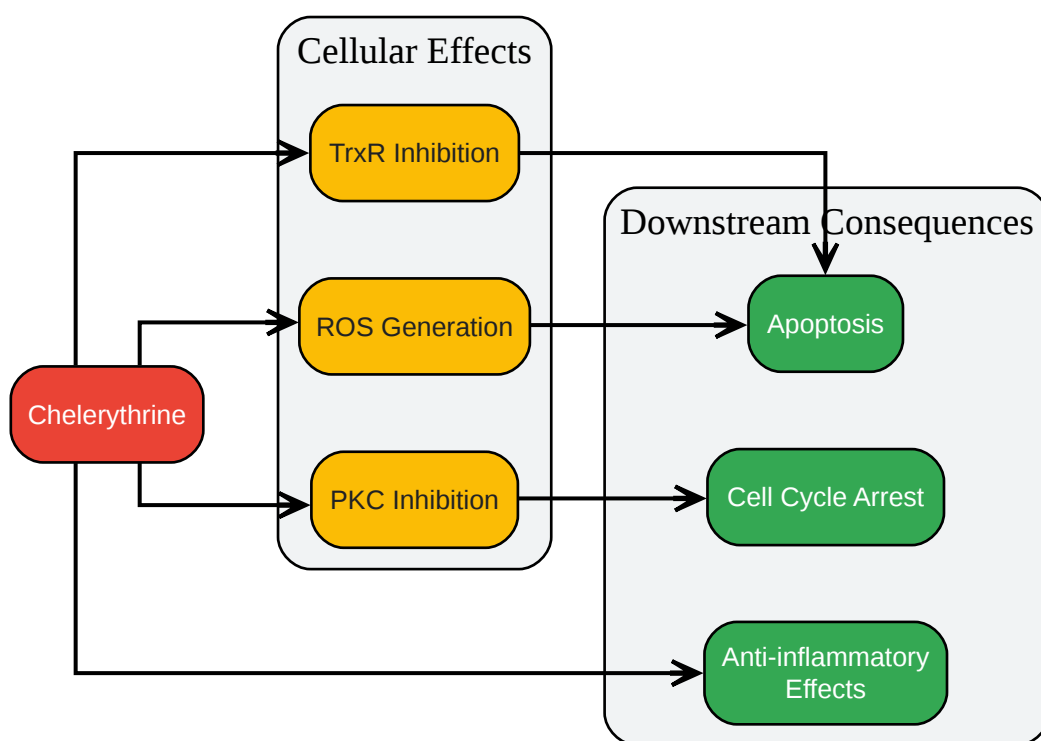 Cellular Effects
TrxR Inhibition
Downstream Consequences
ROS Generation
Apoptosis
Chelerythrine
PKC Inhibition
Cell Cycle Arrest
Anti-inflammatory
Effects